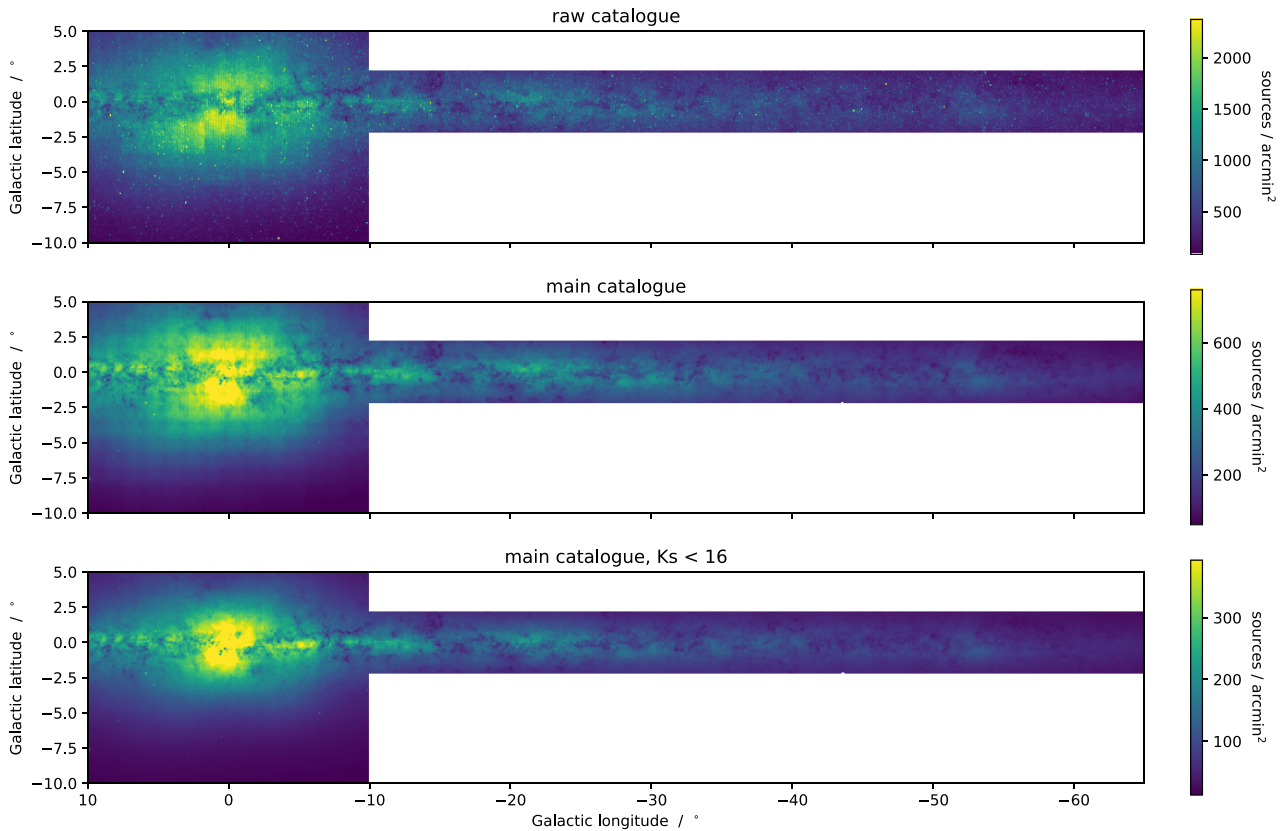 raw catalogue
5.0
2.5
0.0
−2.5
−5.0
−7.5
−10.0
Galactic latitude / °
2000
1500
1000
500
sources / arcmin²
main catalogue
5.0
2.5
0.0
−2.5
−5.0
−7.5
−10.0
Galactic latitude / °
600
400
200
sources / arcmin²
main catalogue, Ks < 16
5.0
2.5
0.0
−2.5
−5.0
−7.5
−10.0
Galactic latitude / °
300
200
100
sources / arcmin²
10 0 −10 −20 −30 −40 −50 −60
Galactic longitude / °